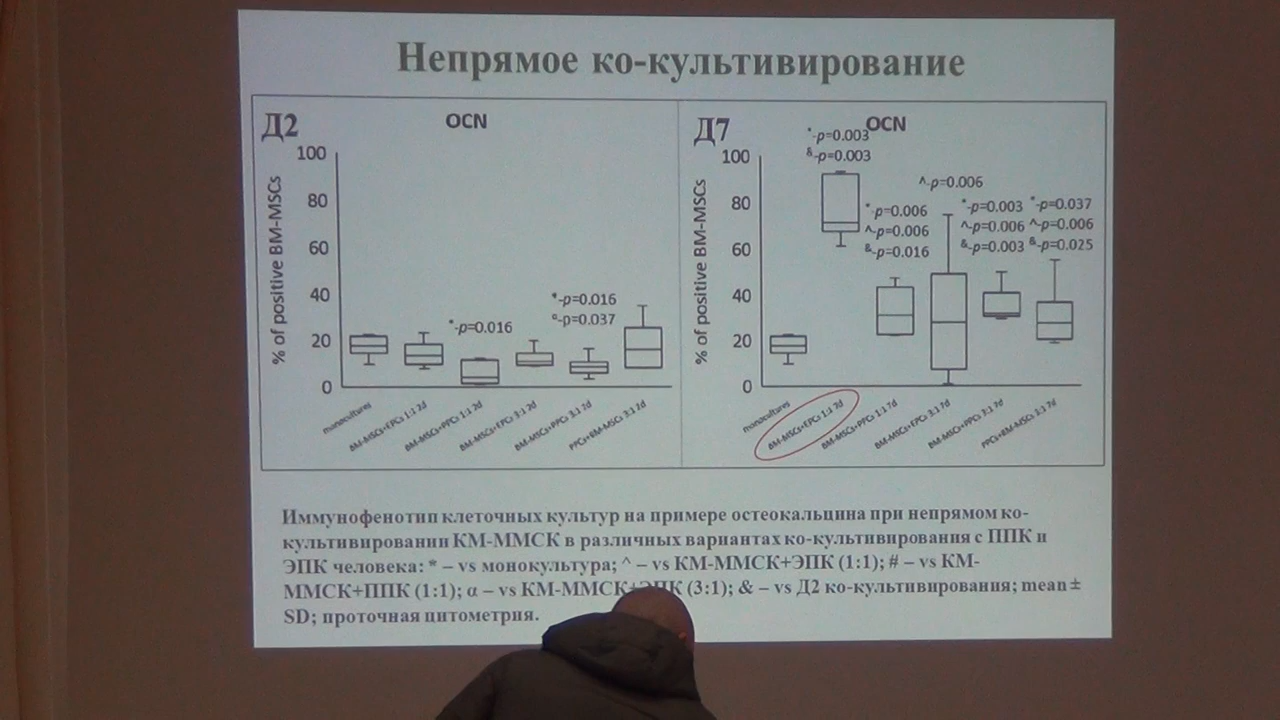 Непрямое ко-культивирование
Д2
OCN
% of positive BM-MSCs
100
80
60
40
20
0
*-p=0.016
*-p=0.016
α-p=0.037
monocultures
BM-MSCs+EPCs 1:1 2d
BM-MSCs+PPCs 1:1 2d
BM-MSCs+EPCs 3:1 2d
BM-MSCs+PPCs 3:1 2d
PPCs+BM-MSCs 3:1 2d
Д7
OCN
% of positive BM-MSCs
100
80
60
40
20
0
*-p=0.003
&-p=0.003
*-p=0.006
^-p=0.006
&-p=0.016
^-p=0.006
*-p=0.003
^-p=0.006
&-p=0.003
*-p=0.037
^-p=0.006
&-p=0.025
monocultures
BM-MSCs+EPCs 1:1 7d
BM-MSCs+PPCs 1:1 7d
BM-MSCs+EPCs 3:1 7d
BM-MSCs+PPCs 3:1 7d
PPCs+BM-MSCs 3:1 7d
Иммунофенотип клеточных культур на примере остеокальцина при непрямом ко-
культивировании КМ-ММСК в различных вариантах ко-культивирования с ППК и
ЭПК человека: * – vs монокультура; ^ – vs КМ-ММСК+ЭПК (1:1); # – vs КМ-
ММСК+ППК (1:1); α – vs КМ-ММСК+ЭПК (3:1); & – vs Д2 ко-культивирования; mean ±
SD; проточная цитометрия.